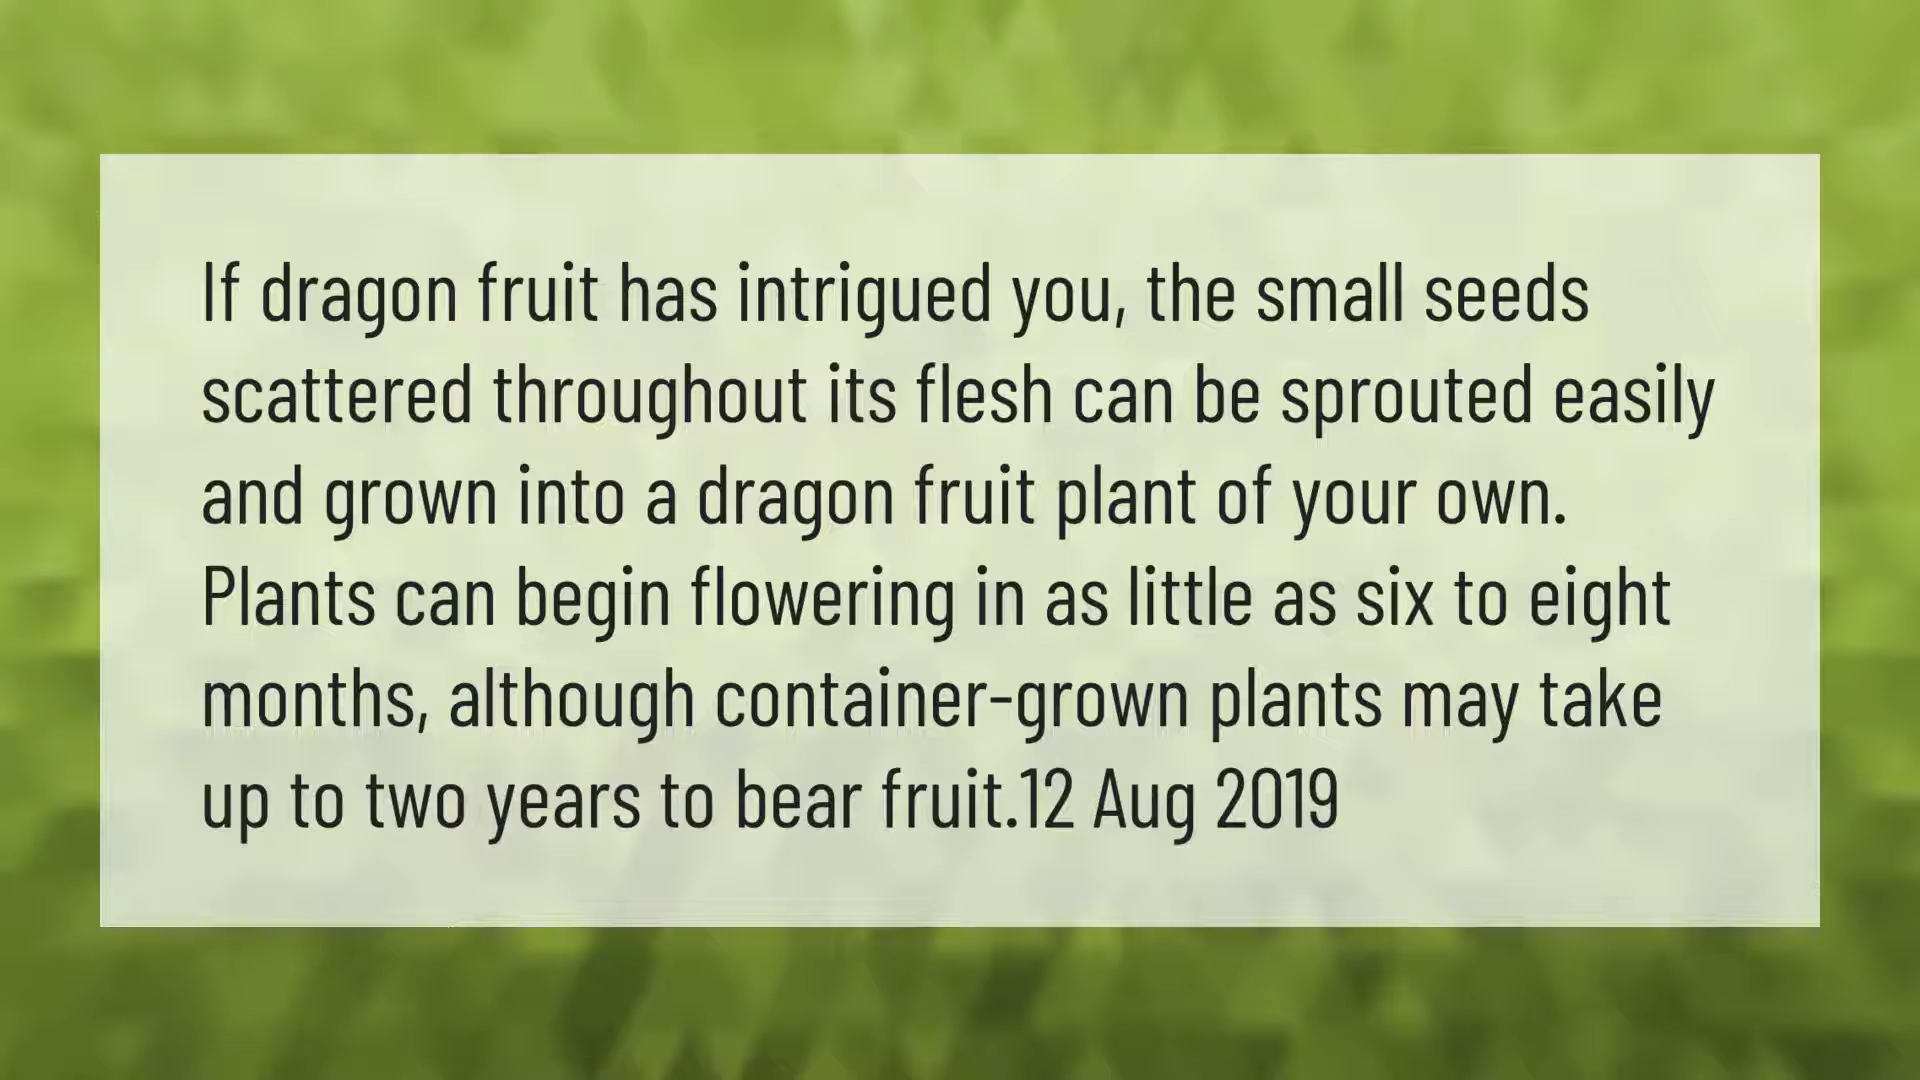 If dragon fruit has intrigued you, the small seeds
scattered throughout its flesh can be sprouted easily
and grown into a dragon fruit plant of your own.
Plants can begin flowering in as little as six to eight
months, although container-grown plants may take
up to two years to bear fruit.12 Aug 2019